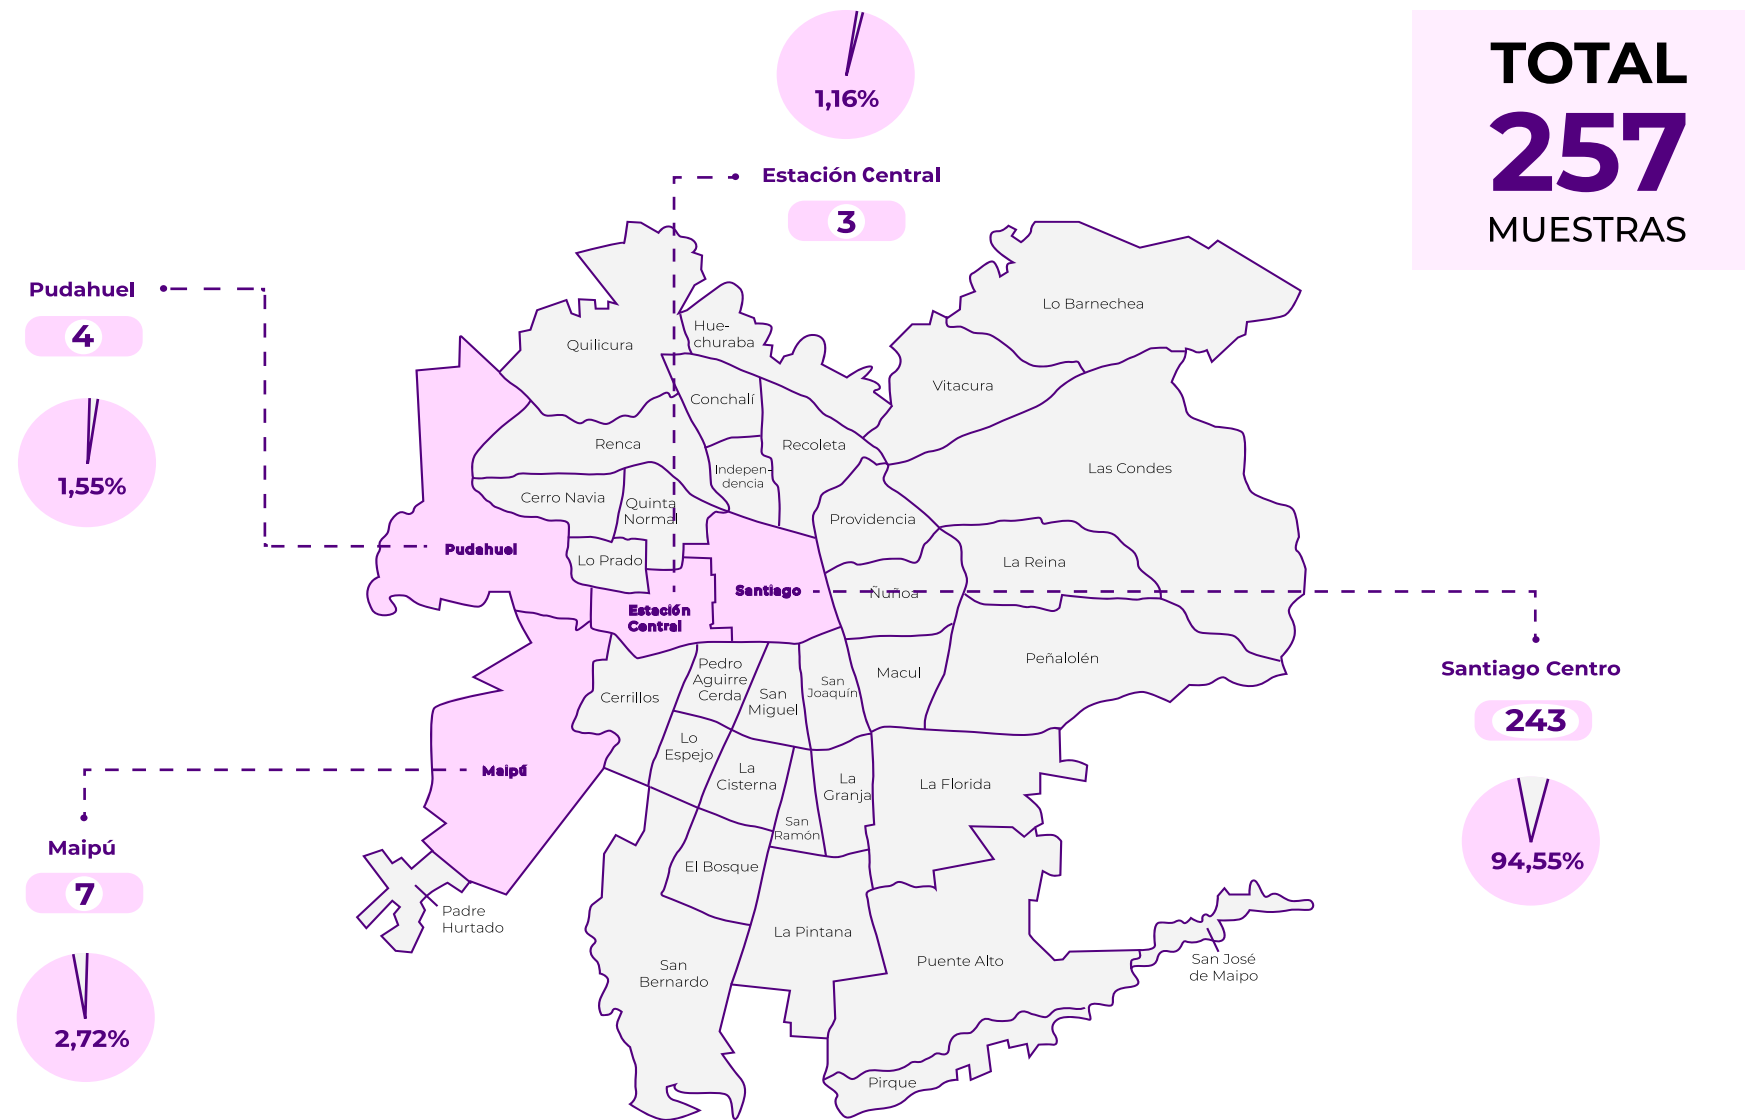 1,16%
TOTAL
257
MUESTRAS
Estación Central
3
Pudahuel
4
1,55%
Lo Barnechea
Hue-
churaba
Quilicura
Vitacura
Conchalí
Renca
Recoleta
Las Condes
Indepen-
dencia
Cerro Navia
Quinta
Normal
Providencia
Pudahuel
Lo Prado
La Reina
Santiago
Ñuñoa
Estación
Central
Peñalolén
Pedro
Aguirre
Cerda
Macul
San
Joaquín
Cerrillos
San
Miguel
Santiago Centro
243
94,55%
Lo
Espejo
La
Cisterna
Maipú
La
Granja
La Florida
San
Ramón
Maipú
7
2,72%
El Bosque
Padre
Hurtado
La Pintana
Puente Alto
San José
de Maipo
San
Bernardo
Pirque